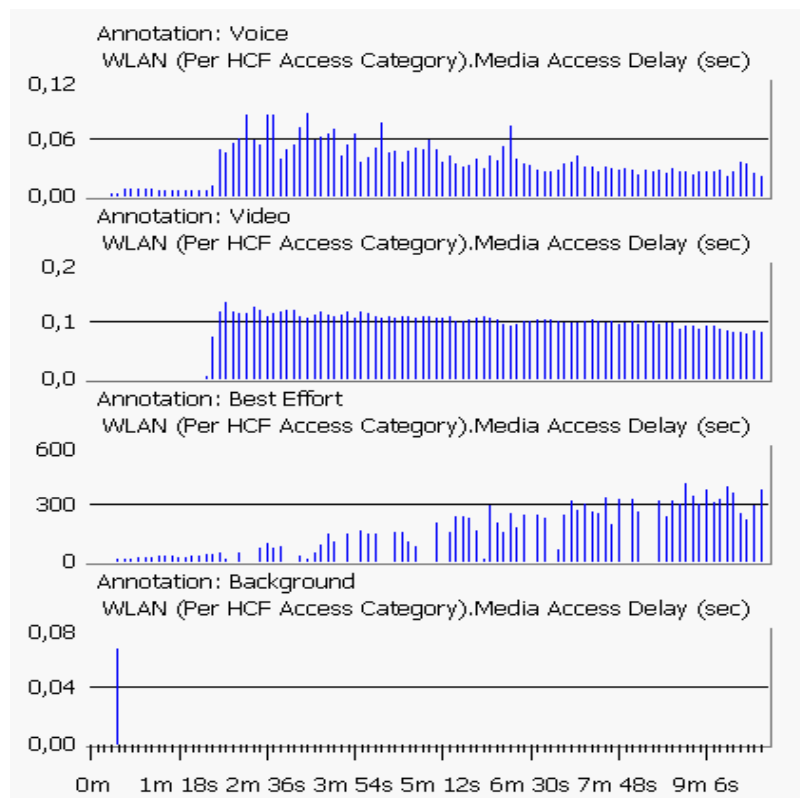 Annotation: Voice
WLAN (Per HCF Access Category).Media Access Delay (sec)
0,12
0,06
0,00
Annotation: Video
WLAN (Per HCF Access Category).Media Access Delay (sec)
0,2
0,1
0,0
Annotation: Best Effort
WLAN (Per HCF Access Category).Media Access Delay (sec)
600
300
0
Annotation: Background
WLAN (Per HCF Access Category).Media Access Delay (sec)
0,08
0,04
0,00
0m 1m 18s 2m 36s 3m 54s 5m 12s 6m 30s 7m 48s 9m 6s